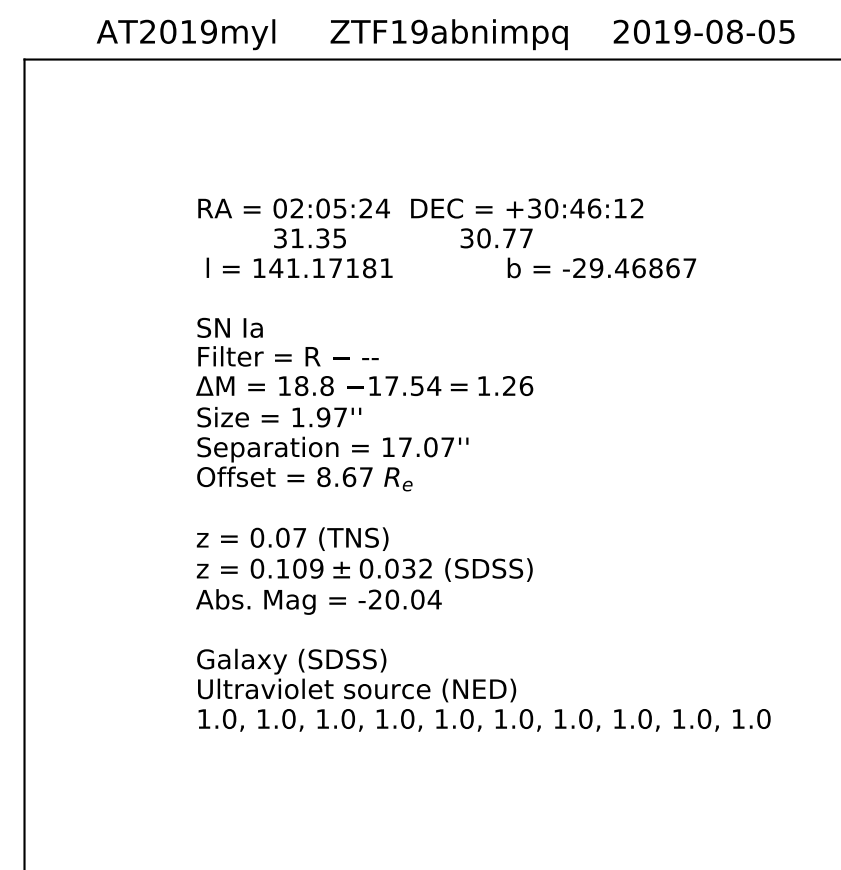 AT2019myl ZTF19abnimpq 2019-08-05
RA = 02:05:24 DEC = +30:46:12
31.35 30.77
l = 141.17181 b = -29.46867
SN Ia
Filter = R − --
ΔM = 18.8 −17.54 = 1.26
Size = 1.97''
Separation = 17.07''
Offset = 8.67 Rₑ
z = 0.07 (TNS)
z = 0.109 ± 0.032 (SDSS)
Abs. Mag = -20.04
Galaxy (SDSS)
Ultraviolet source (NED)
1.0, 1.0, 1.0, 1.0, 1.0, 1.0, 1.0, 1.0, 1.0, 1.0